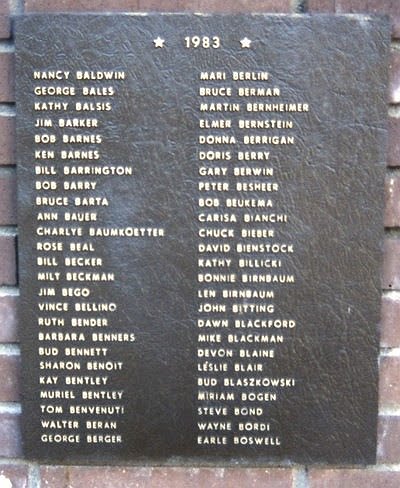 ★ 1983 ★
NANCY BALDWIN
GEORGE BALES
KATHY BALSIS
JIM BARKER
BOB BARNES
KEN BARNES
BILL BARRINGTON
BOB BARRY
BRUCE BARTA
ANN BAUER
CHARLYE BAUMKOETTER
ROSE BEAL
BILL BECKER
MILT BECKMAN
JIM BEGO
VINCE BELLINO
RUTH BENDER
BARBARA BENNERS
BUD BENNETT
SHARON BENOIT
KAY BENTLEY
MURIEL BENTLEY
TOM BENVENUTI
WALTER BERAN
GEORGE BERGER
MARI BERLIN
BRUCE BERMAN
MARTIN BERNHEIMER
ELMER BERNSTEIN
DONNA BERRIGAN
DORIS BERRY
GARY BERWIN
PETER BESHEER
BOB BEUKEMA
CARISA BIANCHI
CHUCK BIEBER
DAVID BIENSTOCK
KATHY BILLICKI
BONNIE BIRNBAUM
LEN BIRNBAUM
JOHN BITTING
DAWN BLACKFORD
MIKE BLACKMAN
DEVON BLAINE
LESLIE BLAIR
BUD BLASZKOWSKI
MIRIAM BOGEN
STEVE BOND
WAYNE BORDI
EARLE BOSWELL